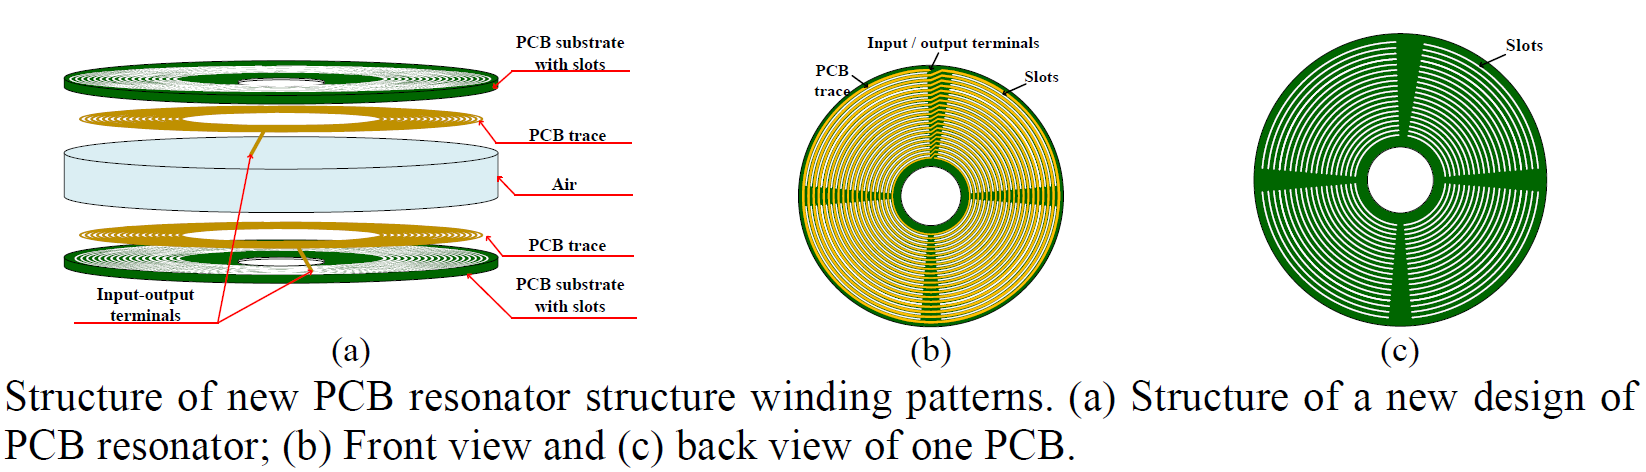 PCB substrate
with slots
PCB trace
Air
PCB trace
Input-output
terminals
PCB substrate
with slots
(a)
Input / output terminals
PCB
trace
Slots
(b)
Slots
(c)
Structure of new PCB resonator structure winding patterns. (a) Structure of a new design of
PCB resonator; (b) Front view and (c) back view of one PCB.